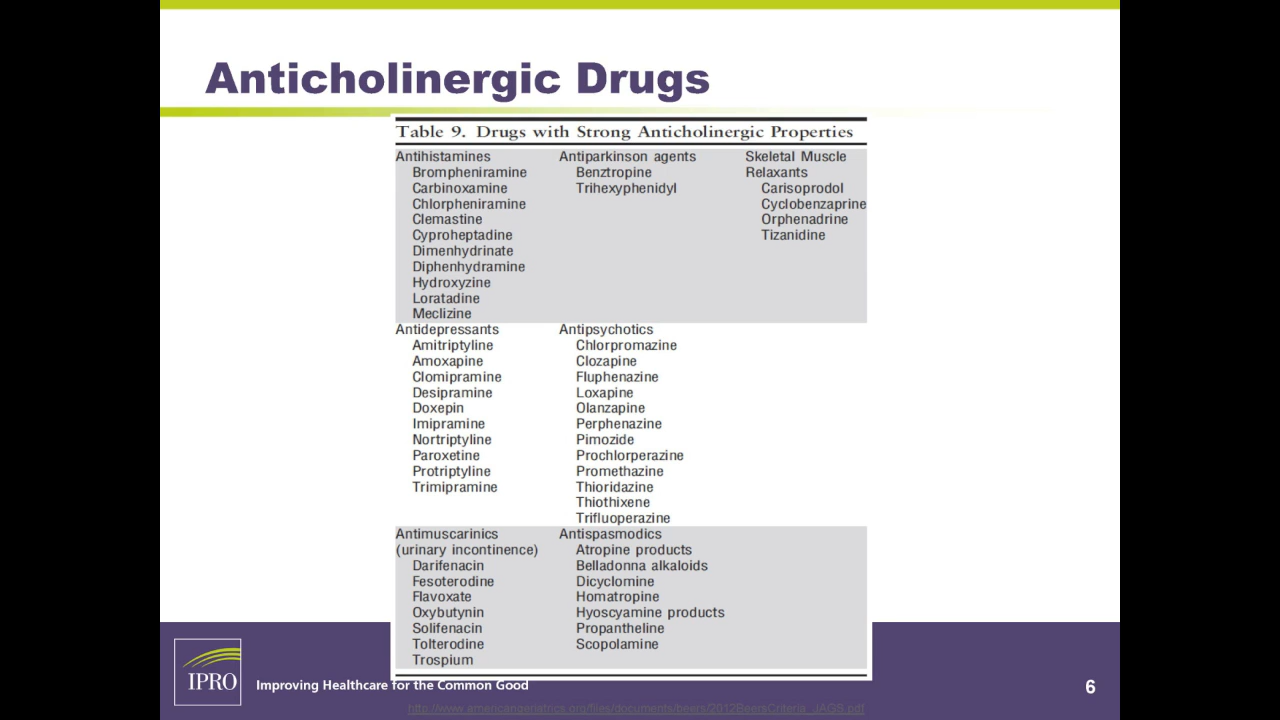 Anticholinergic Drugs
Table 9. Drugs with Strong Anticholinergic Properties
Antihistamines
Brompheniramine
Carbinoxamine
Chlorpheniramine
Clemastine
Cyproheptadine
Dimenhydrinate
Diphenhydramine
Hydroxyzine
Loratadine
Meclizine
Antiparkinson agents
Benztropine
Trihexyphenidyl
Skeletal Muscle
Relaxants
Carisoprodol
Cyclobenzaprine
Orphenadrine
Tizanidine
Antidepressants
Amitriptyline
Amoxapine
Clomipramine
Desipramine
Doxepin
Imipramine
Nortriptyline
Paroxetine
Protriptyline
Trimipramine
Antipsychotics
Chlorpromazine
Clozapine
Fluphenazine
Loxapine
Olanzapine
Perphenazine
Pimozide
Prochlorperazine
Promethazine
Thioridazine
Thiothixene
Trifluoperazine
Antimuscarinics
(urinary incontinence)
Darifenacin
Fesoterodine
Flavoxate
Oxybutynin
Solifenacin
Tolterodine
Trospium
Antispasmodics
Atropine products
Belladonna alkaloids
Dicyclomine
Homatropine
Hyoscyamine products
Propantheline
Scopolamine
IPRO
Improving Healthcare for the Common Good
6
http://www.americangeriatrics.org/files/documents/beers/2012BeersCriteria_JAGS.pdf